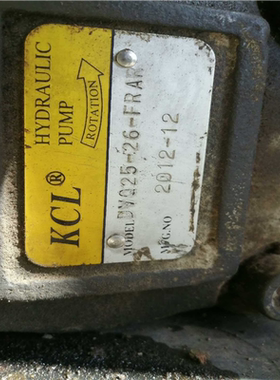 HYDRAULIC
PUMP
ROTATION
KCL®
MODEL DVQ25-26-FRAR
MFG.NO 2012-12